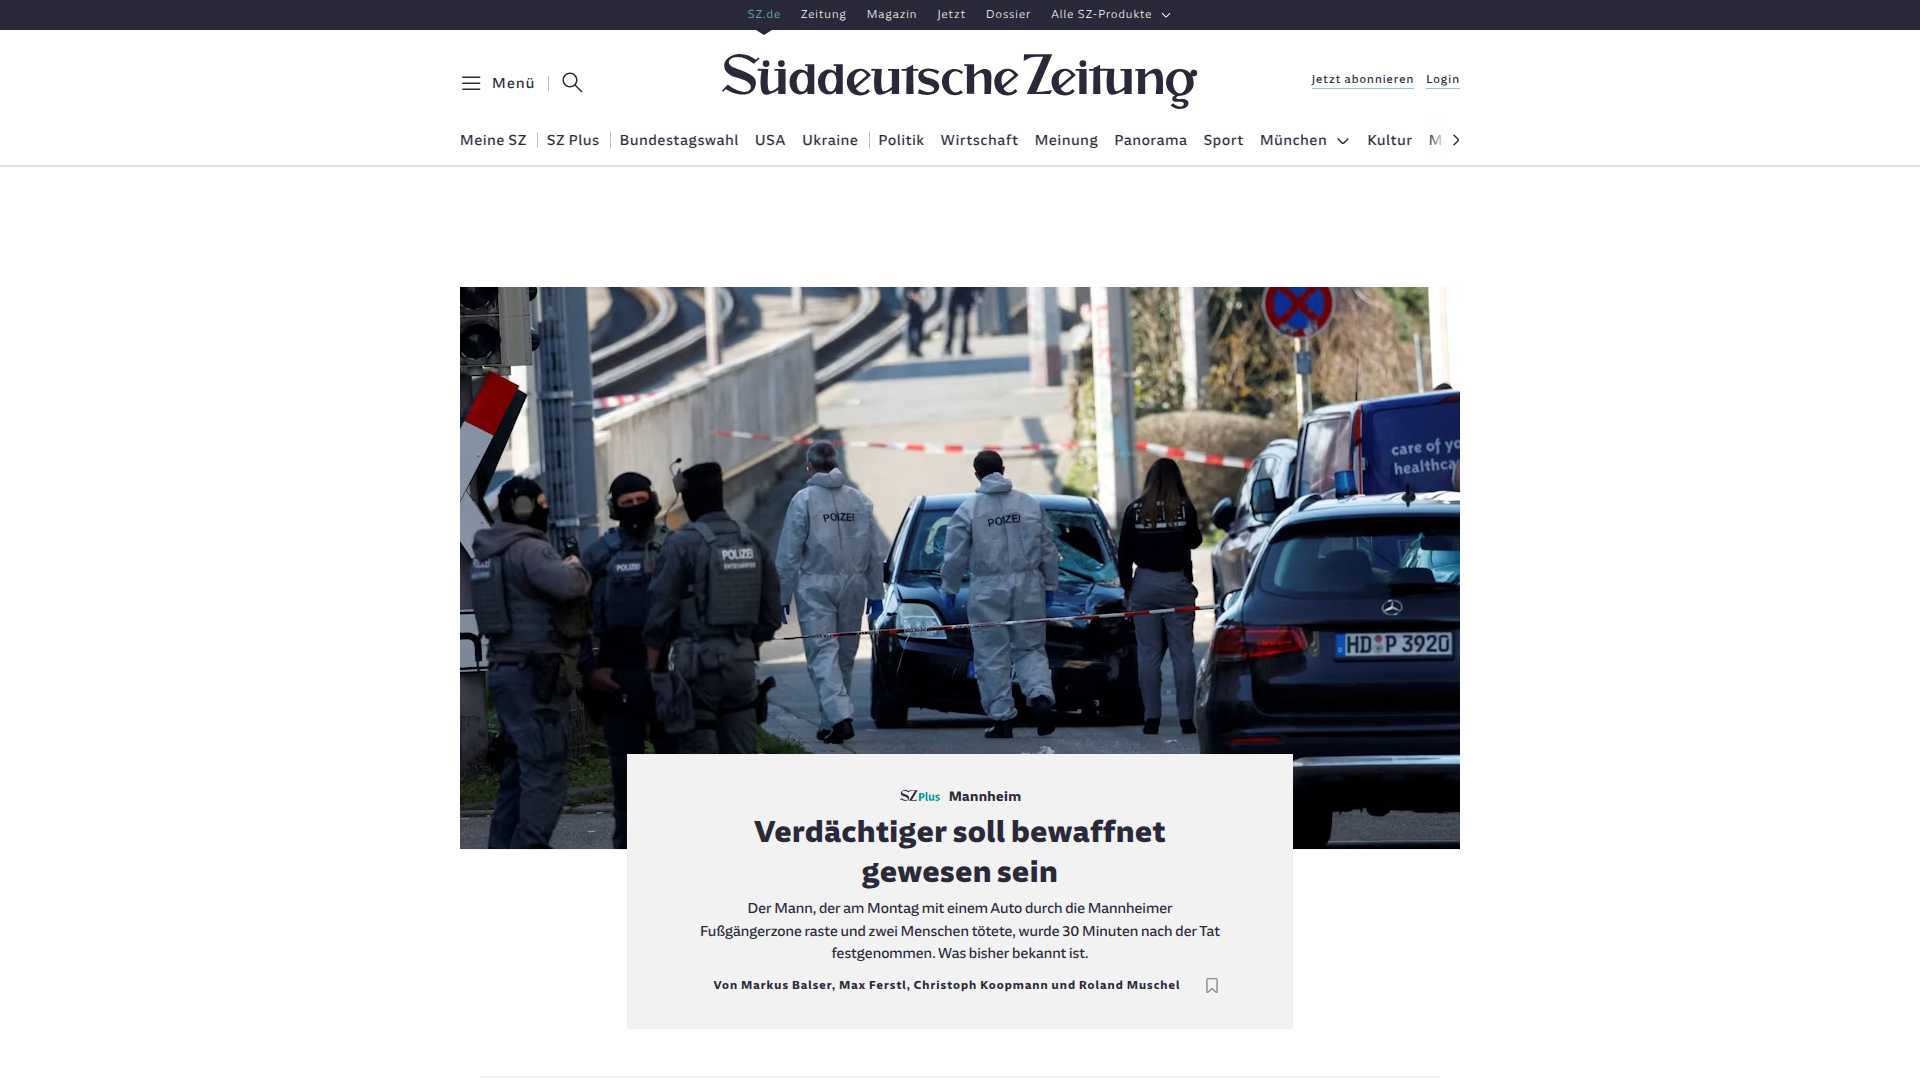 SZ.de Zeitung Magazin Jetzt Dossier Alle SZ-Produkte
Menü
Süddeutsche Zeitung
Jetzt abonnieren Login
Meine SZ SZ Plus Bundestagswahl USA Ukraine Politik Wirtschaft Meinung Panorama Sport München Kultur M
care of yo
healthca
POLIZEI
POLIZEI
POLIZEI
POLIZEI
HD P 3920
SZ Plus Mannheim
Verdächtiger soll bewaffnet
gewesen sein
Der Mann, der am Montag mit einem Auto durch die Mannheimer
Fußgängerzone raste und zwei Menschen tötete, wurde 30 Minuten nach der Tat
festgenommen. Was bisher bekannt ist.
Von Markus Balser, Max Ferstl, Christoph Koopmann und Roland Muschel